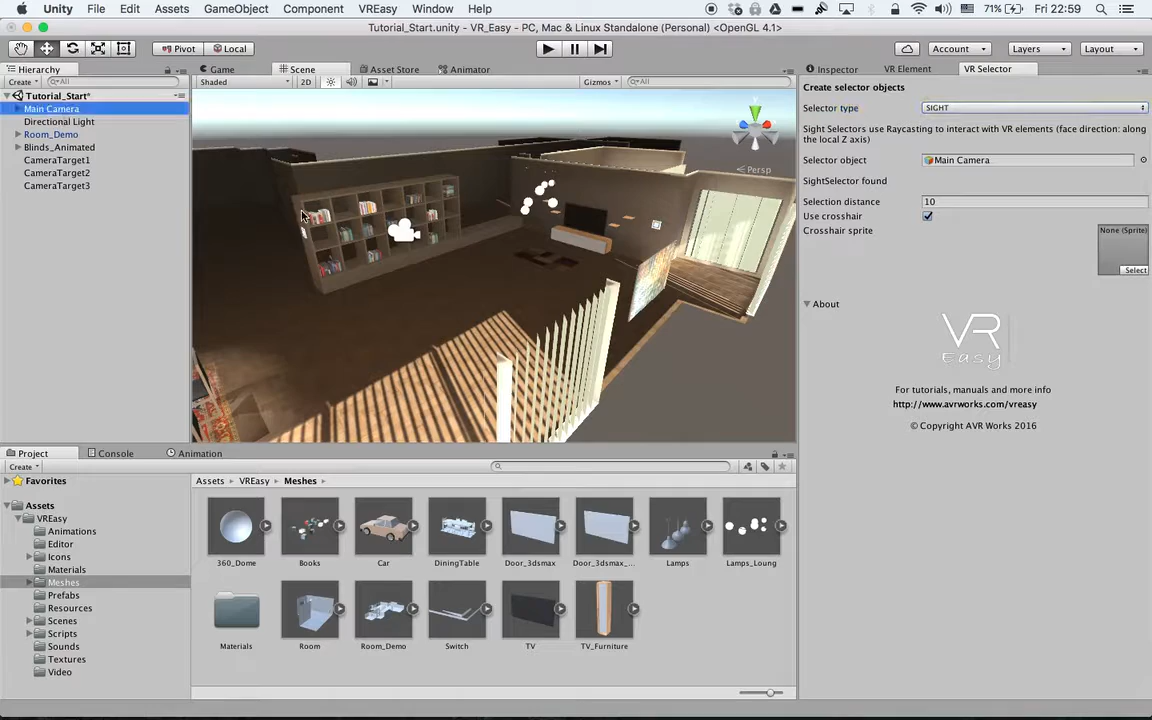 Unity File Edit Assets GameObject Component VREasy Window Help 71% Fri 22:59
Tutorial_Start.unity - VR_Easy - PC, Mac & Linux Standalone (Personal) <OpenGL 4.1>
Pivot Local Account Layers Layout
Hierarchy Game Scene Asset Store Animator Inspector VR Element VR Selector
Create All Shaded 2D Gizmos All
Create selector objects
Tutorial_Start*
Main Camera
Directional Light
Room_Demo
Blinds_Animated
CameraTarget1
CameraTarget2
CameraTarget3
Persp
Selector type SIGHT
Sight Selectors use Raycasting to interact with VR elements (face direction: along
the local Z axis)
Selector object Main Camera
SightSelector found
Selection distance 10
Use crosshair
Crosshair sprite None (Sprite)
Select
About
VR
Easy
For tutorials, manuals and more info
http://www.avrworks.com/vreasy
© Copyright AVR Works 2016
Project Console Animation
Create
Favorites
Assets
VREasy
Animations
Editor
Icons
Materials
Meshes
Prefabs
Resources
Scenes
Scripts
Sounds
Textures
Video
Assets VREasy Meshes
360_Dome Books Car DiningTable Door_3dsmax Door_3dsmax_... Lamps Lamps_Loung
Materials Room Room_Demo Switch TV TV_Furniture